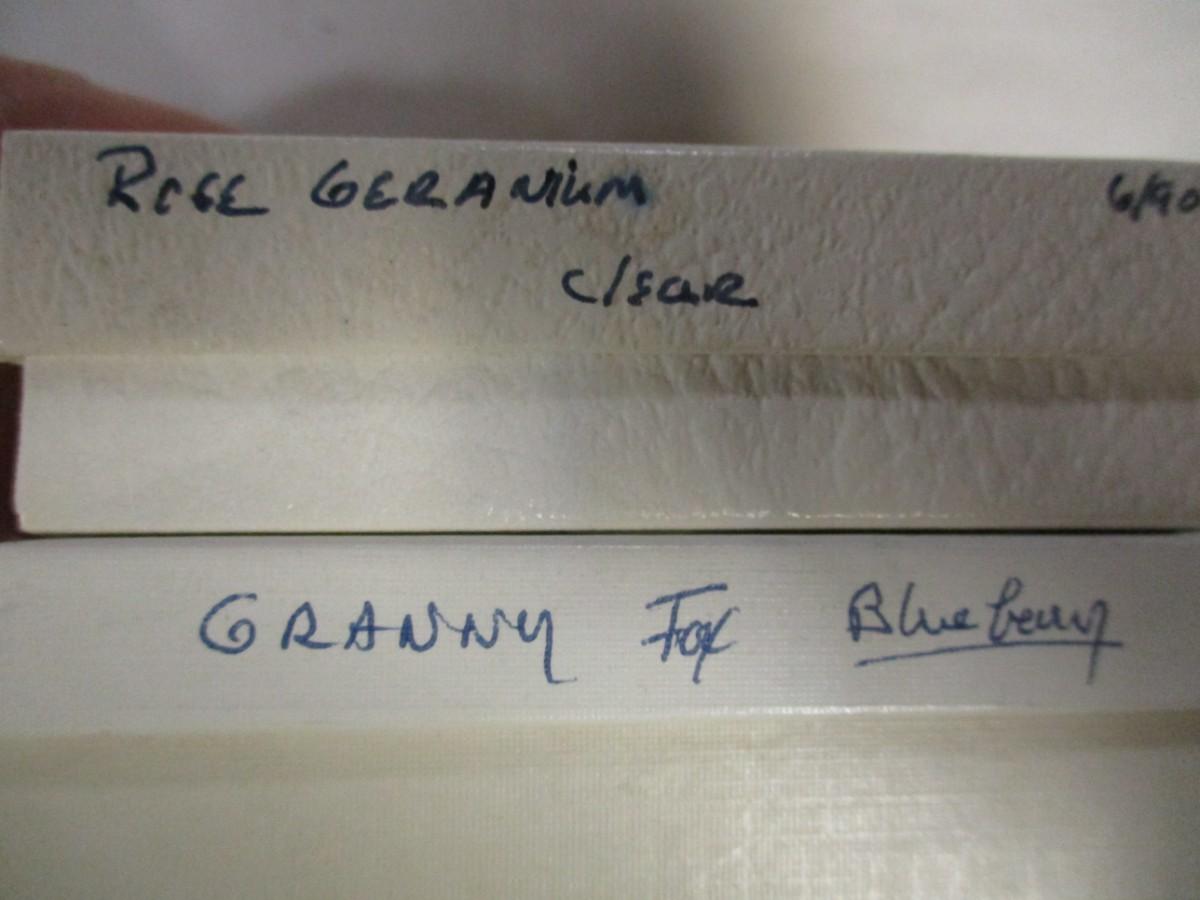 ROSE GERANIUM 6/90
Clear
GRANNY Fox Blueberry